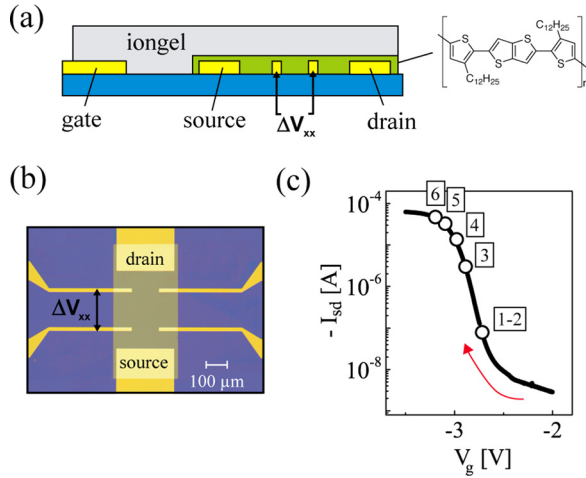 (a)
iongel
gate
source
ΔVxx
drain
C12H25
S
S
S
S
C12H25
n
(b)
drain
ΔVxx
source
100 µm
(c)
- Isd [A]
10-4
10-6
10-8
6
5
4
3
1-2
-3
-2
Vg [V]